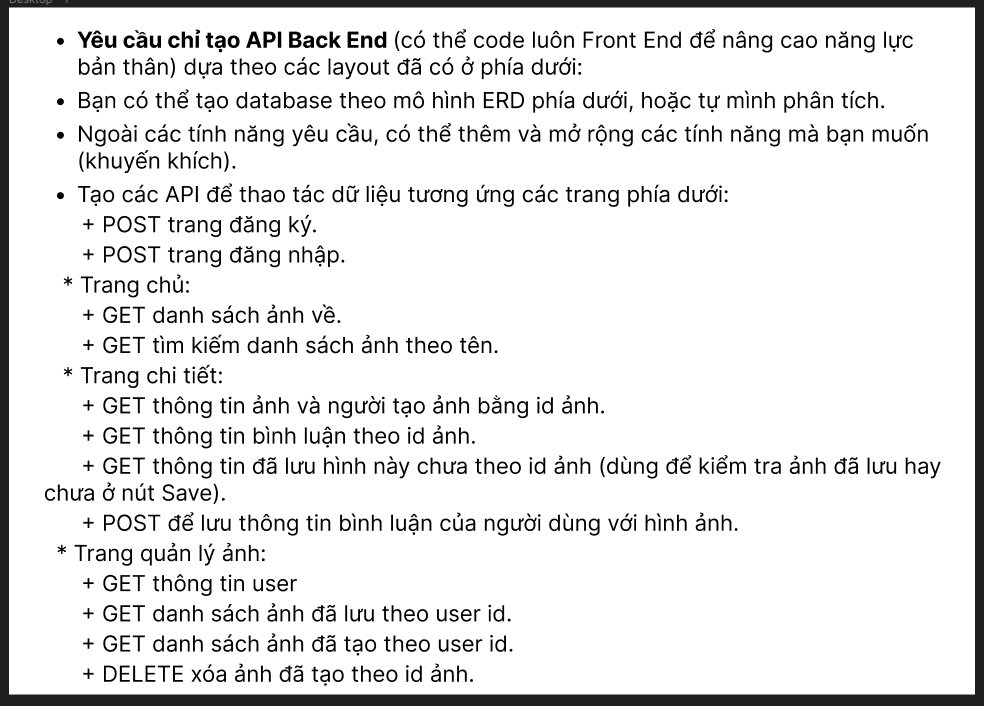 • Yêu cầu chỉ tạo API Back End (có thể code luôn Front End để nâng cao năng lực
bản thân) dựa theo các layout đã có ở phía dưới:
• Bạn có thể tạo database theo mô hình ERD phía dưới, hoặc tự mình phân tích.
• Ngoài các tính năng yêu cầu, có thể thêm và mở rộng các tính năng mà bạn muốn
(khuyến khích).
• Tạo các API để thao tác dữ liệu tương ứng các trang phía dưới:
+ POST trang đăng ký.
+ POST trang đăng nhập.
* Trang chủ:
+ GET danh sách ảnh về.
+ GET tìm kiếm danh sách ảnh theo tên.
* Trang chi tiết:
+ GET thông tin ảnh và người tạo ảnh bằng id ảnh.
+ GET thông tin bình luận theo id ảnh.
+ GET thông tin đã lưu hình này chưa theo id ảnh (dùng để kiểm tra ảnh đã lưu hay
chưa ở nút Save).
+ POST để lưu thông tin bình luận của người dùng với hình ảnh.
* Trang quản lý ảnh:
+ GET thông tin user
+ GET danh sách ảnh đã lưu theo user id.
+ GET danh sách ảnh đã tạo theo user id.
+ DELETE xóa ảnh đã tạo theo id ảnh.